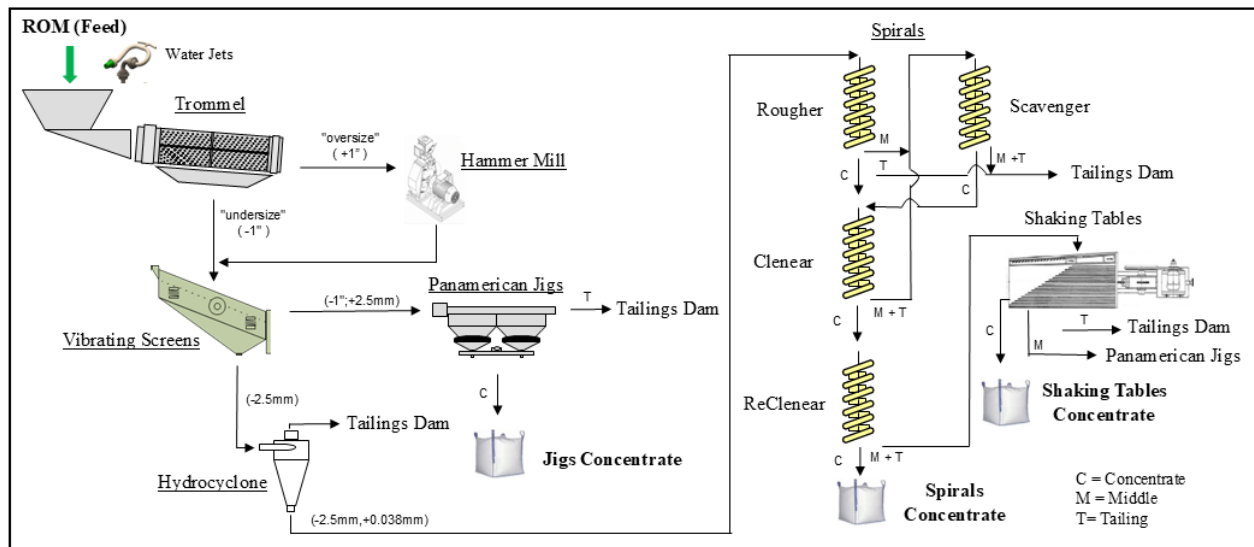 ROM (Feed)
Water Jets
Trommel
"oversize"
( +1" )
Hammer Mill
"undersize"
( -1" )
Vibrating Screens
(-1";+2.5mm)
Panamerican Jigs
T
Tailings Dam
C
Jigs Concentrate
(-2.5mm)
Tailings Dam
Hydrocyclone
(-2.5mm,+0.038mm)
Spirals
Rougher
Scavenger
M
T
C
M +T
C
Tailings Dam
Clenear
C
M + T
ReClenear
C
M + T
Spirals
Concentrate
Shaking Tables
C
T
Tailings Dam
M
Panamerican Jigs
Shaking Tables
Concentrate
C = Concentrate
M = Middle
T= Tailing